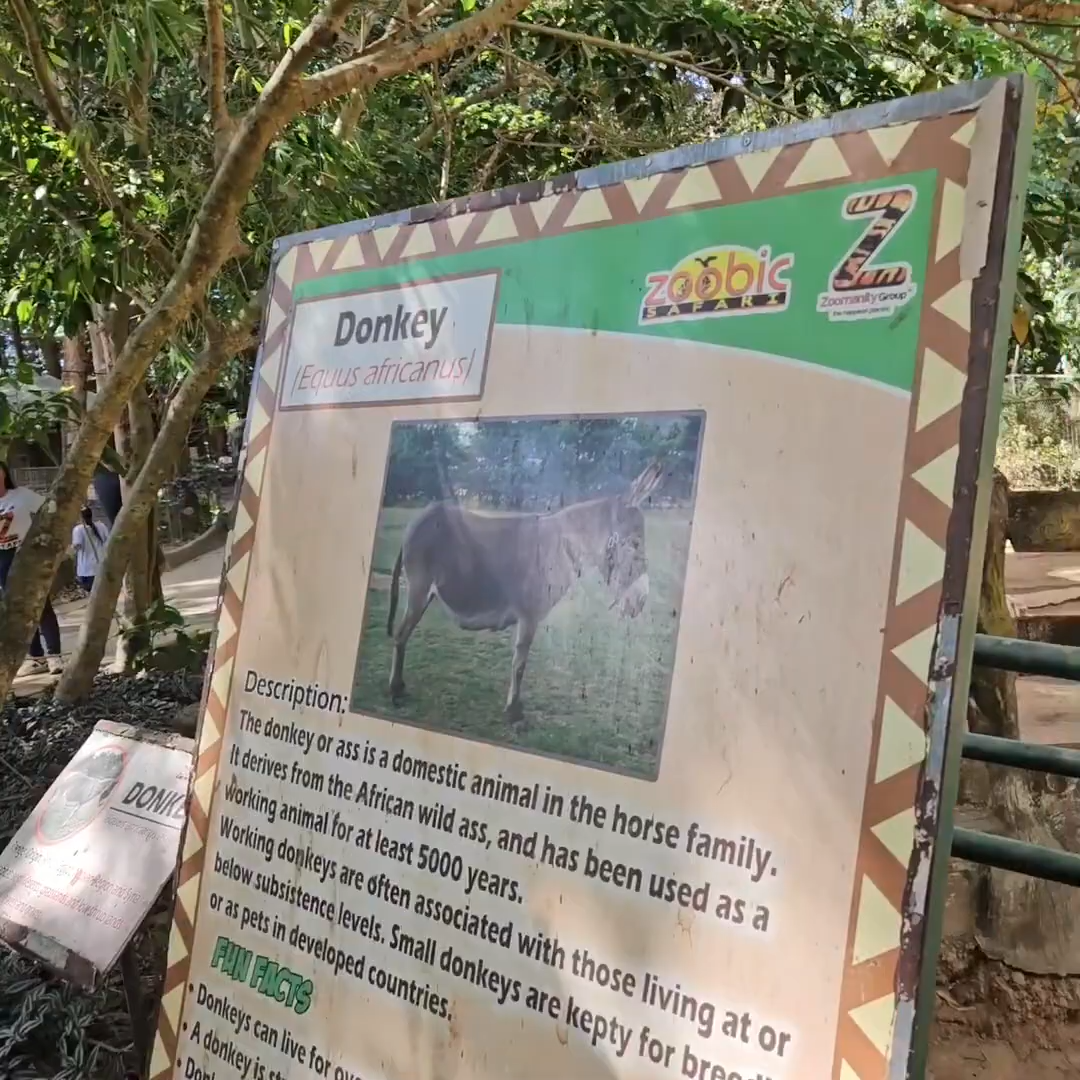 Donkey
(Equus africanus)
zoobic
SAFARI
Z
Zoomanity Group
Description:
The donkey or ass is a domestic animal in the horse family.
It derives from the African wild ass, and has been used as a
working animal for at least 5000 years.
Working donkeys are often associated with those living at or
below subsistence levels. Small donkeys are kepty for
or as pets in developed countries.
FUN FACTS
• Donkeys can live for
• A donkey is
•
DONK